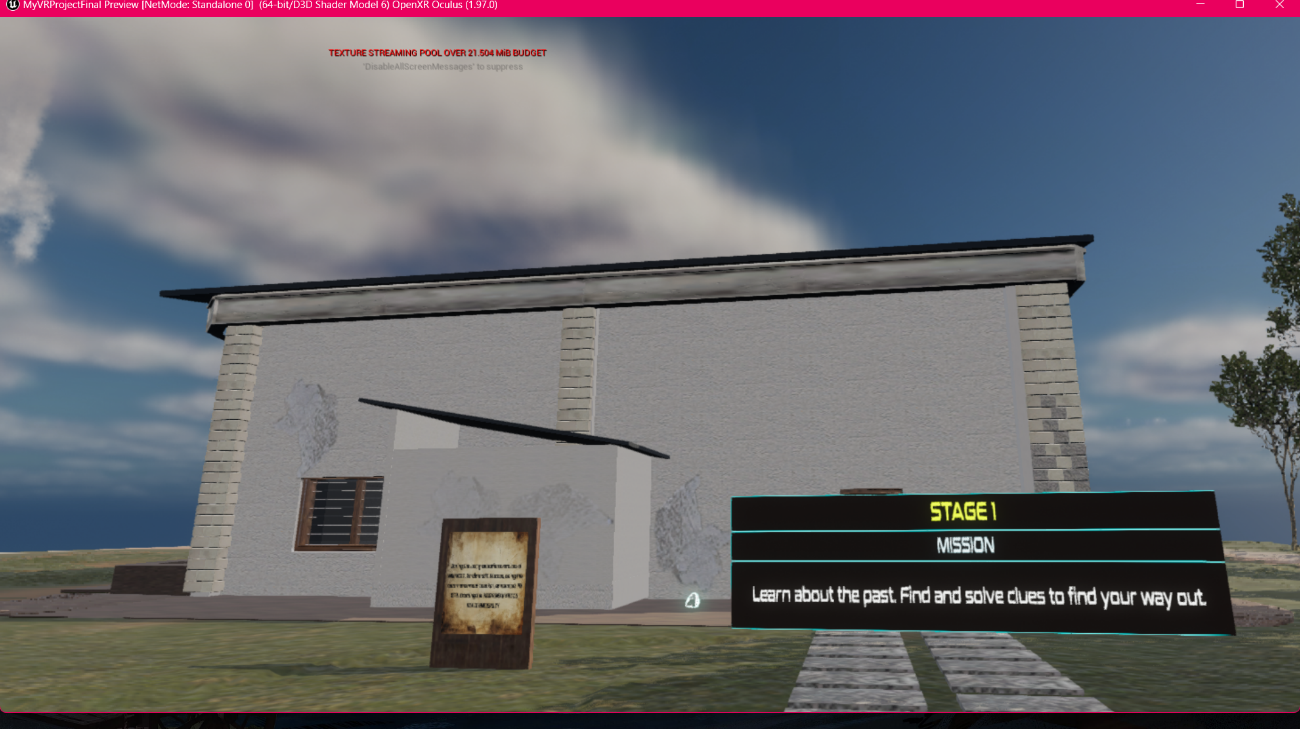 MyVRProjectFinal Preview [NetMode: Standalone 0] (64-bit/D3D Shader Model 6) OpenXR Oculus (1.97.0)
TEXTURE STREAMING POOL OVER 21.504 MiB BUDGET
'DisableAllScreenMessages' to suppress
STAGE 1
MISSION
Learn about the past. Find and solve clues to find your way out.